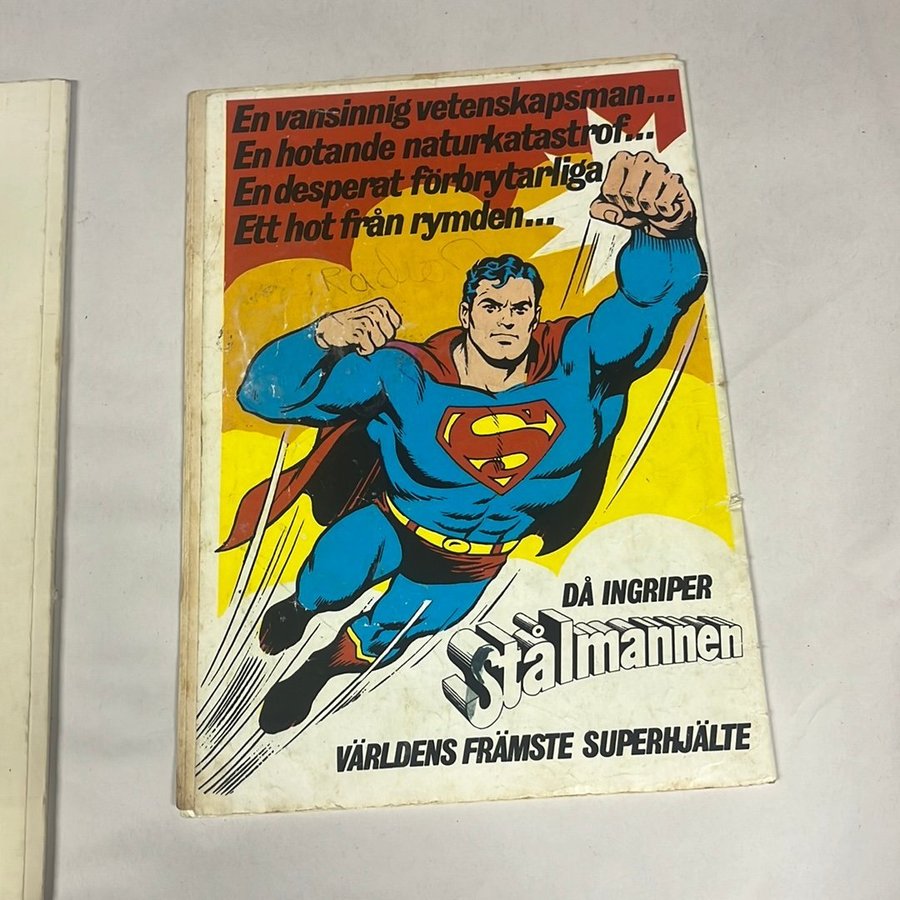 En vansinnig vetenskapsman...
En hotande naturkatastrof...
En desperat förbrytarliga
Ett hot från rymden...
S
DÅ INGRIPER
Stålmannen
VÄRLDENS FRÄMSTE SUPERHJÄLTE